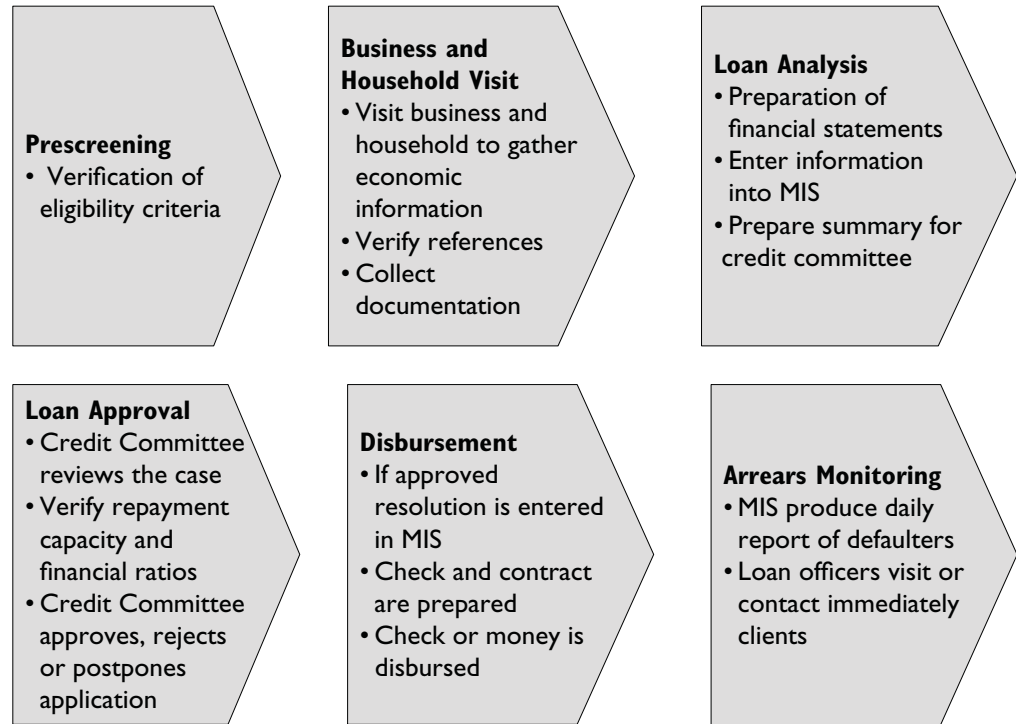 Prescreening
• Verification of
eligibility criteria
Business and
Household Visit
• Visit business and
household to gather
economic
information
• Verify references
• Collect
documentation
Loan Analysis
• Preparation of
financial statements
• Enter information
into MIS
• Prepare summary for
credit committee
Loan Approval
• Credit Committee
reviews the case
• Verify repayment
capacity and
financial ratios
• Credit Committee
approves, rejects
or postpones
application
Disbursement
• If approved
resolution is entered
in MIS
• Check and contract
are prepared
• Check or money is
disbursed
Arrears Monitoring
• MIS produce daily
report of defaulters
• Loan officers visit or
contact immediately
clients